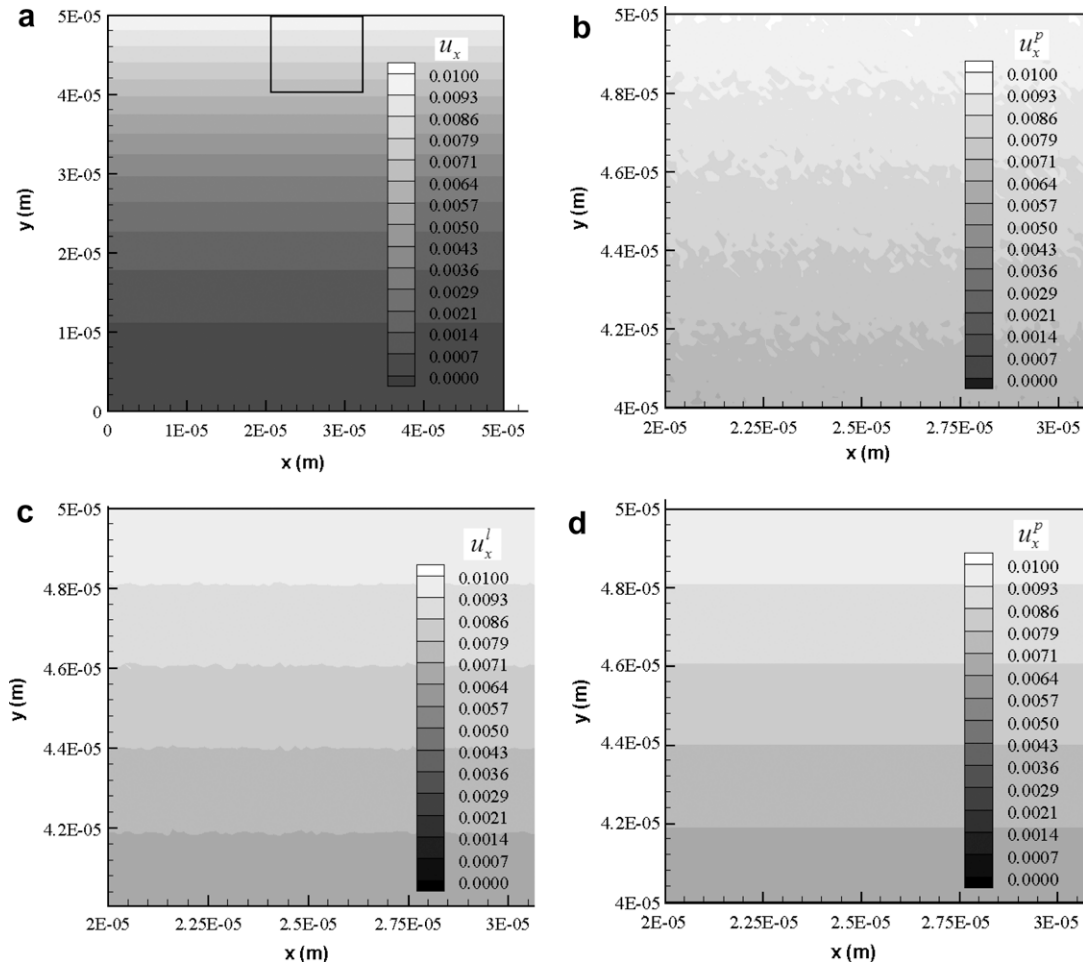 a
5E-05
4E-05
3E-05
2E-05
1E-05
0
y (m)
u_x
0.0100
0.0093
0.0086
0.0079
0.0071
0.0064
0.0057
0.0050
0.0043
0.0036
0.0029
0.0021
0.0014
0.0007
0.0000
0 1E-05 2E-05 3E-05 4E-05 5E-05
x (m)
b
5E-05
4.8E-05
4.6E-05
4.4E-05
4.2E-05
4E-05
y (m)
u_x^p
0.0100
0.0093
0.0086
0.0079
0.0071
0.0064
0.0057
0.0050
0.0043
0.0036
0.0029
0.0021
0.0014
0.0007
0.0000
2E-05 2.25E-05 2.5E-05 2.75E-05 3E-05
x (m)
c
5E-05
4.8E-05
4.6E-05
4.4E-05
4.2E-05
y (m)
u_x^l
0.0100
0.0093
0.0086
0.0079
0.0071
0.0064
0.0057
0.0050
0.0043
0.0036
0.0029
0.0021
0.0014
0.0007
0.0000
2E-05 2.25E-05 2.5E-05 2.75E-05 3E-05
x (m)
d
5E-05
4.8E-05
4.6E-05
4.4E-05
4.2E-05
4E-05
y (m)
u_x^p
0.0100
0.0093
0.0086
0.0079
0.0071
0.0064
0.0057
0.0050
0.0043
0.0036
0.0029
0.0021
0.0014
0.0007
0.0000
2E-05 2.25E-05 2.5E-05 2.75E-05 3E-05
x (m)